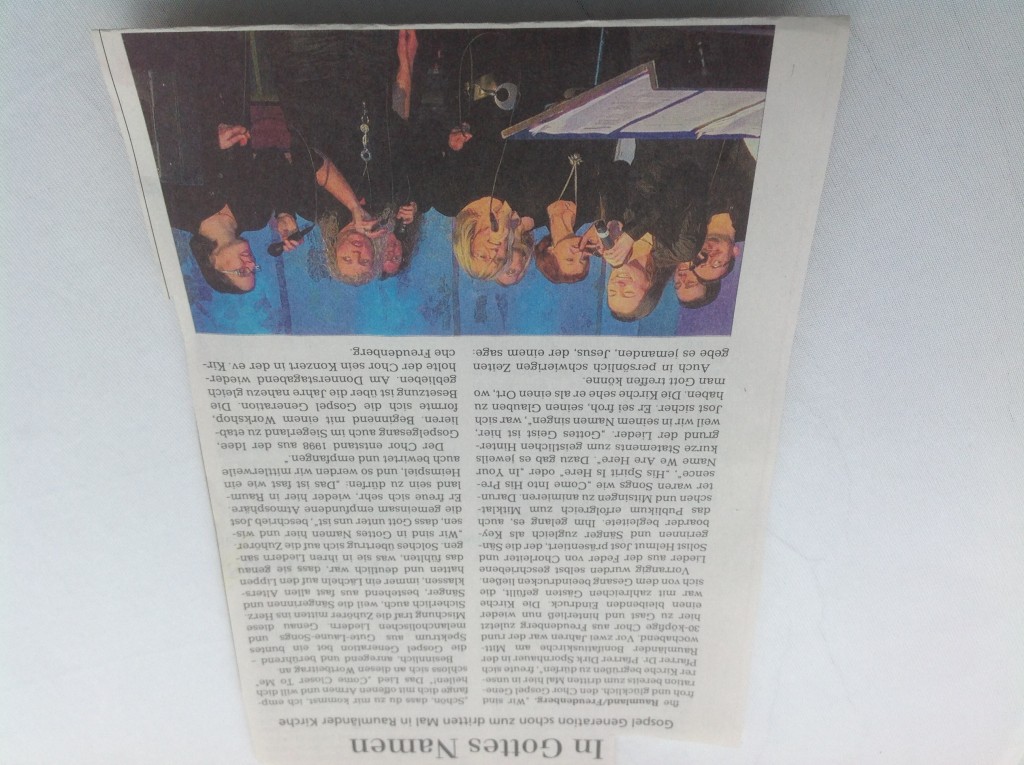 In Gottes Namen
Gospel Generation schon zum dritten Mal in Raumländer Kirche
the Raumland/Freudenberg. „Wir sind
froh und glücklich, den Chor Gospel Gene-
ration bereits zum dritten Mal hier in unse-
rer Kirche begrüßen zu dürfen“, freute sich
Pfarrer Dr Pfarrer Dirk Spornhauer in der
Raumländer Bonifatiuskirche am Mitt-
wochabend. Vor zwei Jahren war der rund
30-köpfige Chor aus Freudenberg zuletzt
hier zu Gast und hinterließ nun wieder
einen bleibenden Eindruck. Die Kirche
war mit zahlreichen Gästen gefüllt, die
sich von dem Gesang beeindrucken ließen.
Vorrangig wurden selbst geschriebene
Lieder aus der Feder von Chorleiter und
Solist Helmut Jost präsentiert, der die Sän-
gerinnen und Sänger zugleich als Key-
boarder begleitete. Ihm gelang es, auch
das Publikum erfolgreich zum Mitklat-
schen und Mitsingen zu animieren. Darun-
ter waren Songs wie „Come Into His Pre-
sence“, „His Spirit Is Here“ oder „In Your
Name We Are Here“. Dazu gab es jeweils
kurze Statements zum geistlichen Hinter-
grund der Lieder. „Gottes Geist ist hier,
weil wir in seinem Namen singen“, war sich
Jost sicher. Er sei froh, seinen Glauben zu
haben. Die Kirche sehe er als einen Ort, wo
man Gott treffen könne.
Auch in persönlich schwierigen Zeiten
gebe es jemanden, Jesus, der einem sage:
„Schön, dass du zu mir kommst, ich emp-
fange dich mit offenen Armen und will dich
heilen!“ Das Lied „Come Closer To Me“
schloss sich an diesen Wortbeitrag an.
Besinnlich, anregend und berührend –
die Gospel Generation bot ein buntes
Spektrum aus Gute-Laune-Songs und
melancholischen Liedern. Genau diese
Mischung traf die Zuhörer mitten ins Herz.
Sicherlich auch, weil die Sängerinnen und
Sänger, bestehend aus fast allen Alters-
klassen, immer ein Lächeln auf den Lippen
hatten und deutlich war, dass sie genau
das fühlten, was sie in ihren Liedern san-
gen. Solches übertrug sich auf die Zuhörer.
„Wir sind in Gottes Namen hier und wis-
sen, dass Gott unter uns ist“, beschrieb Jost
die gemeinsam empfundene Atmosphäre.
Er freue sich sehr, wieder hier in Raum-
land sein zu dürfen: „Das ist fast wie ein
Heimspiel, und so werden wir mittlerweile
auch bewirtet und empfangen.“
Der Chor entstand 1998 aus der Idee,
Gospelgesang auch im Siegerland zu etab-
lieren. Beginnend mit einem Workshop,
formte sich die Gospel Generation. Die
Besetzung ist über die Jahre nahezu gleich
geblieben. Am Donnerstagabend wieder-
holte der Chor sein Konzert in der ev. Kir-
che Freudenberg.